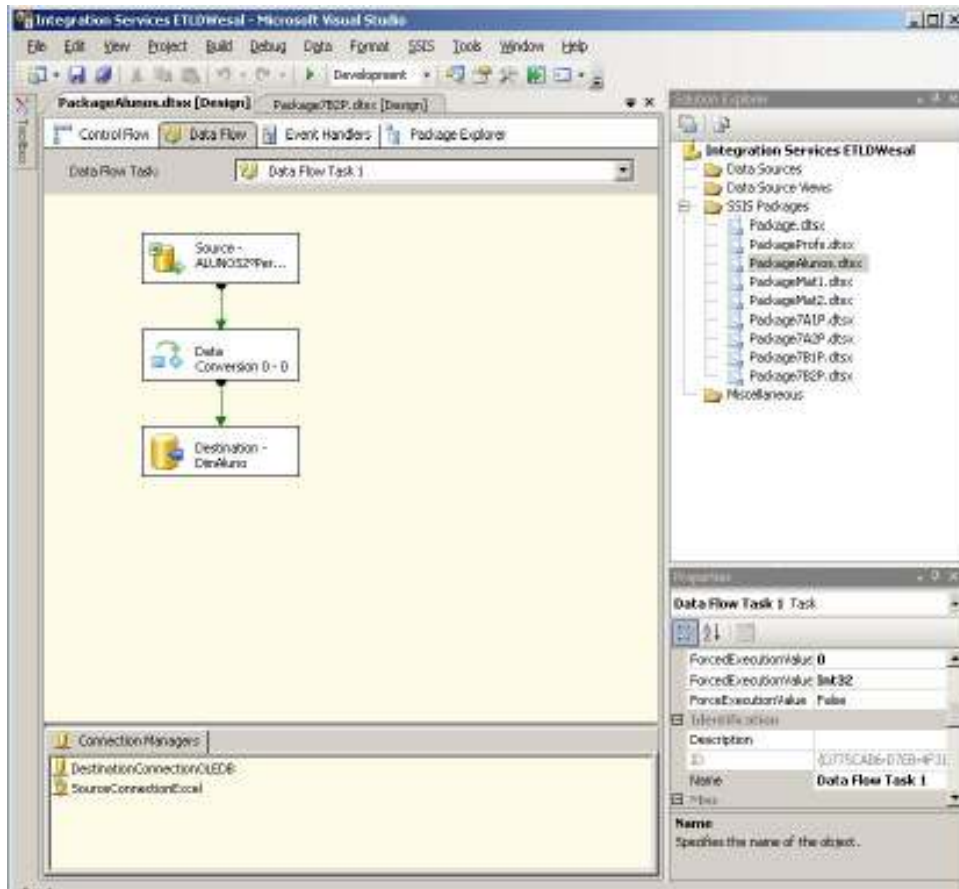 Integration Services ETLDWesal - Microsoft Visual Studio
File Edit View Project Build Debug Data Format SSIS Tools Window Help
Development
PackageAlunos.dtsx [Design] Package7B2P.dtsx [Design]
Toolbox
Control Flow Data Flow Event Handlers Package Explorer
Data Flow Task: Data Flow Task 1
Source -
ALUNOS2ºPer...
Data
Conversion 0 - 0
Destination -
DimAluno
Connection Managers
DestinationConnectionOLEDB
SourceConnectionExcel
Solution Explorer
Integration Services ETLDWesal
Data Sources
Data Source Views
SSIS Packages
Package.dtsx
PackageProfs.dtsx
PackageAlunos.dtsx
PackageMat1.dtsx
PackageMat2.dtsx
Package7A1P.dtsx
Package7A2P.dtsx
Package7B1P.dtsx
Package7B2P.dtsx
Miscellaneous
Properties
Data Flow Task 1 Task
ForcedExecutionValue 0
ForcedExecutionValue Int32
ForceExecutionValue False
Identification
Description
ID
Name Data Flow Task 1
Misc
Name
Specifies the name of the object.